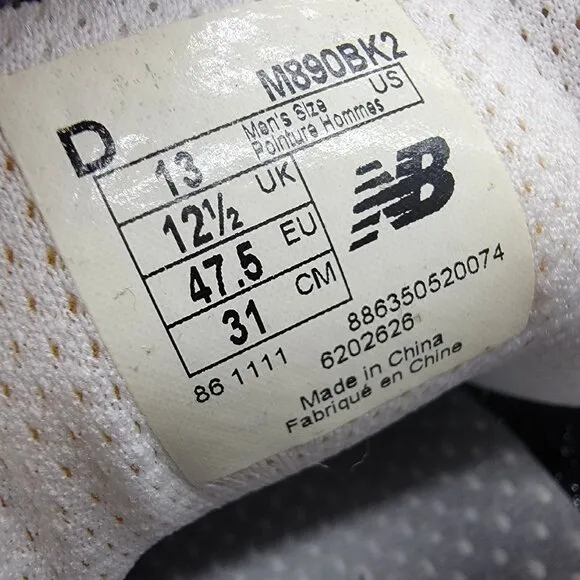 M890BK2
D
13 Men's Size Pointure Hommes US
12½ UK
47.5 EU
31 CM
NB
86 1111
886350520074
6202626
Made in China
Fabriqué en Chine